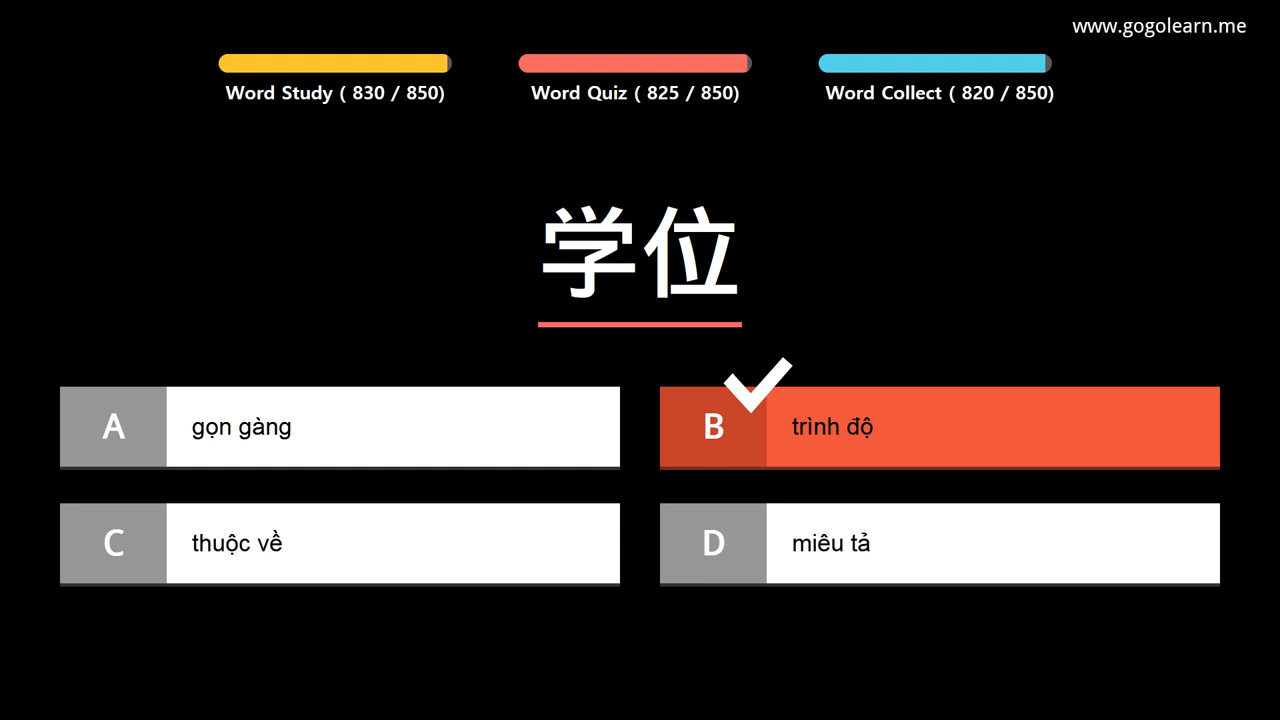 www.gogolearn.me
Word Study ( 830 / 850)
Word Quiz ( 825 / 850)
Word Collect ( 820 / 850)
学位
A gọn gàng
B trình độ
C thuộc về
D miêu tả